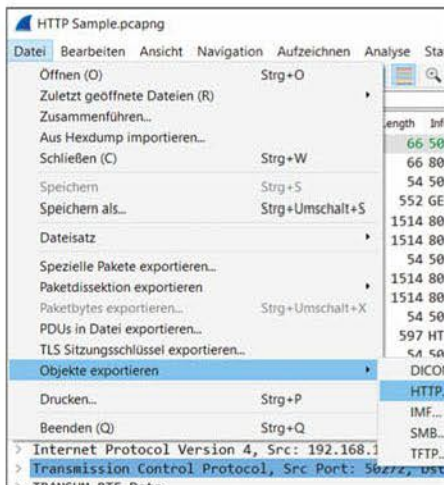 HTTP Sample.pcapng
Datei Bearbeiten Ansicht Navigation Aufzeichnen Analyse Sta
Öffnen (O) Strg+O
Zuletzt geöffnete Dateien (R)
Zusammenführen...
Aus Hexdump importieren...
Schließen (C) Strg+W
Speichern Strg+S
Speichern als... Strg+Umschalt+S
Dateisatz
Spezielle Pakete exportieren...
Paketdissektion exportieren
Paketbytes exportieren... Strg+Umschalt+X
PDUs in Datei exportieren...
TLS Sitzungsschlüssel exportieren...
Objekte exportieren
Drucken... Strg+P
Beenden (Q) Strg+Q
ength Inf
66 50
66 80
54 50
552 GE
1514 80
1514 80
54 50
1514 80
1514 80
54 50
597 HT
54 50
DICO
HTTP.
IMF...
SMB...
TFTP...
> Internet Protocol Version 4, Src: 192.168.1
> Transmission Control Protocol, Src Port: 50272, Dst